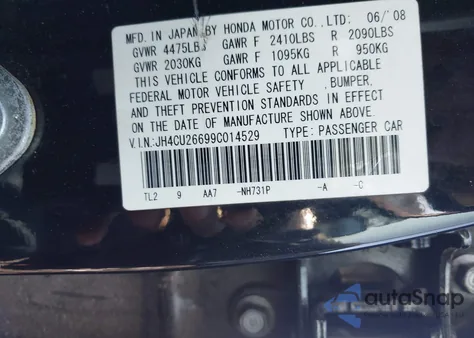 MFD. IN JAPAN BY HONDA MOTOR CO., LTD. 06/'08
GVWR 4475LBS GAWR F 2410LBS R 2090LBS
GVWR 2030KG GAWR F 1095KG R 950KG
THIS VEHICLE CONFORMS TO ALL APPLICABLE
FEDERAL MOTOR VEHICLE SAFETY , BUMPER,
AND THEFT PREVENTION STANDARDS IN EFFECT
ON THE DATE OF MANUFACTURE SHOWN ABOVE.
V.I.N:JH4CU26699C014529 TYPE: PASSENGER CAR
TL2 9 AA7 -NH731P -A -C
autoSnap